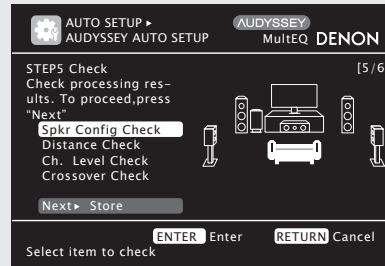 AUTO SETUP ▸
AUDYSSEY AUTO SETUP
AUDYSSEY
MultEQ DENON
STEP5 Check
[5/6
Check processing res-
ults. To proceed,press
“Next”
Spkr Config Check
Distance Check
Ch. Level Check
Crossover Check
Next▸ Store
ENTER Enter
RETURN Cancel
Select item to check